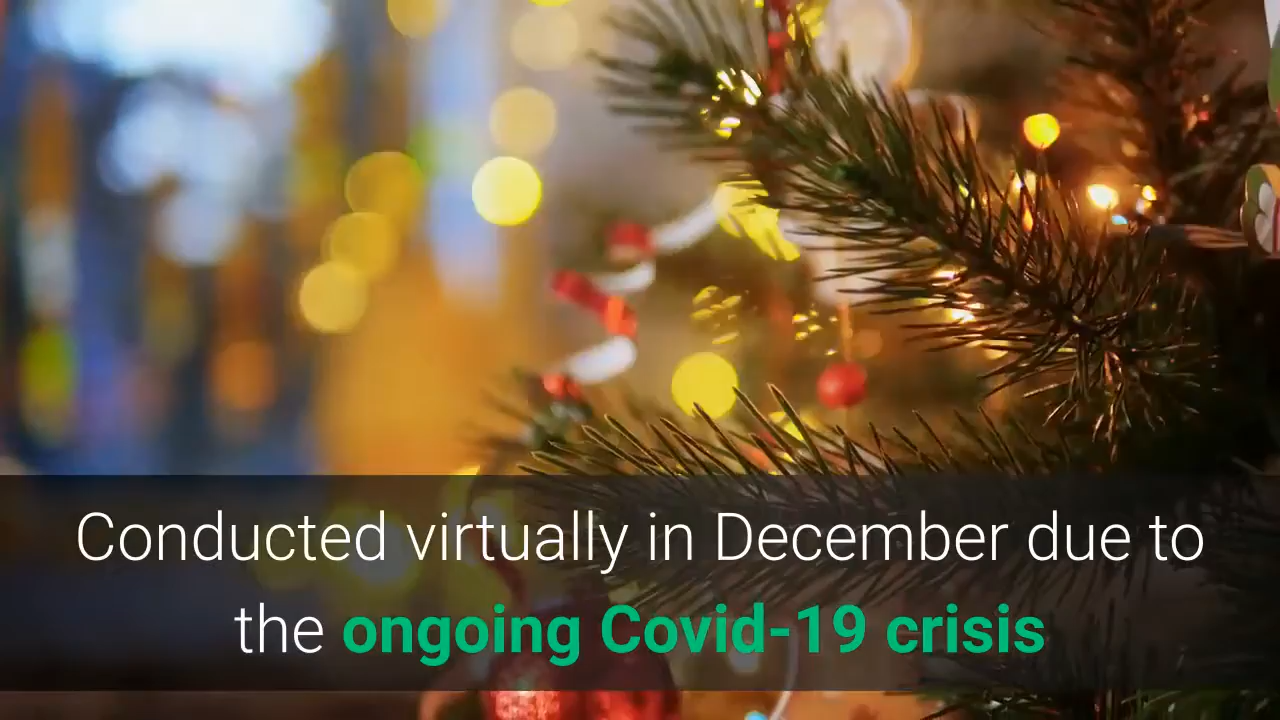 Conducted virtually in December due to
the ongoing Covid-19 crisis